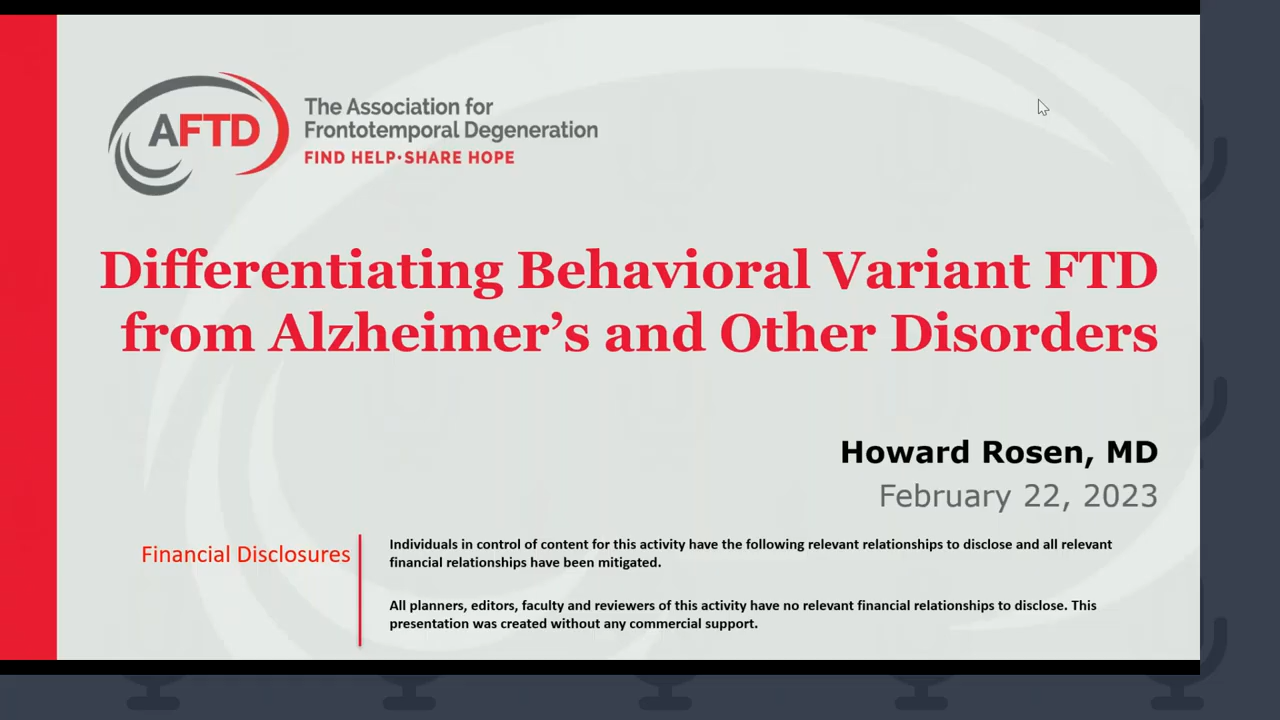 AFTD
The Association for
Frontotemporal Degeneration
FIND HELP·SHARE HOPE
Differentiating Behavioral Variant FTD
from Alzheimer’s and Other Disorders
Howard Rosen, MD
February 22, 2023
Financial Disclosures
Individuals in control of content for this activity have the following relevant relationships to disclose and all relevant
financial relationships have been mitigated.
All planners, editors, faculty and reviewers of this activity have no relevant financial relationships to disclose. This
presentation was created without any commercial support.